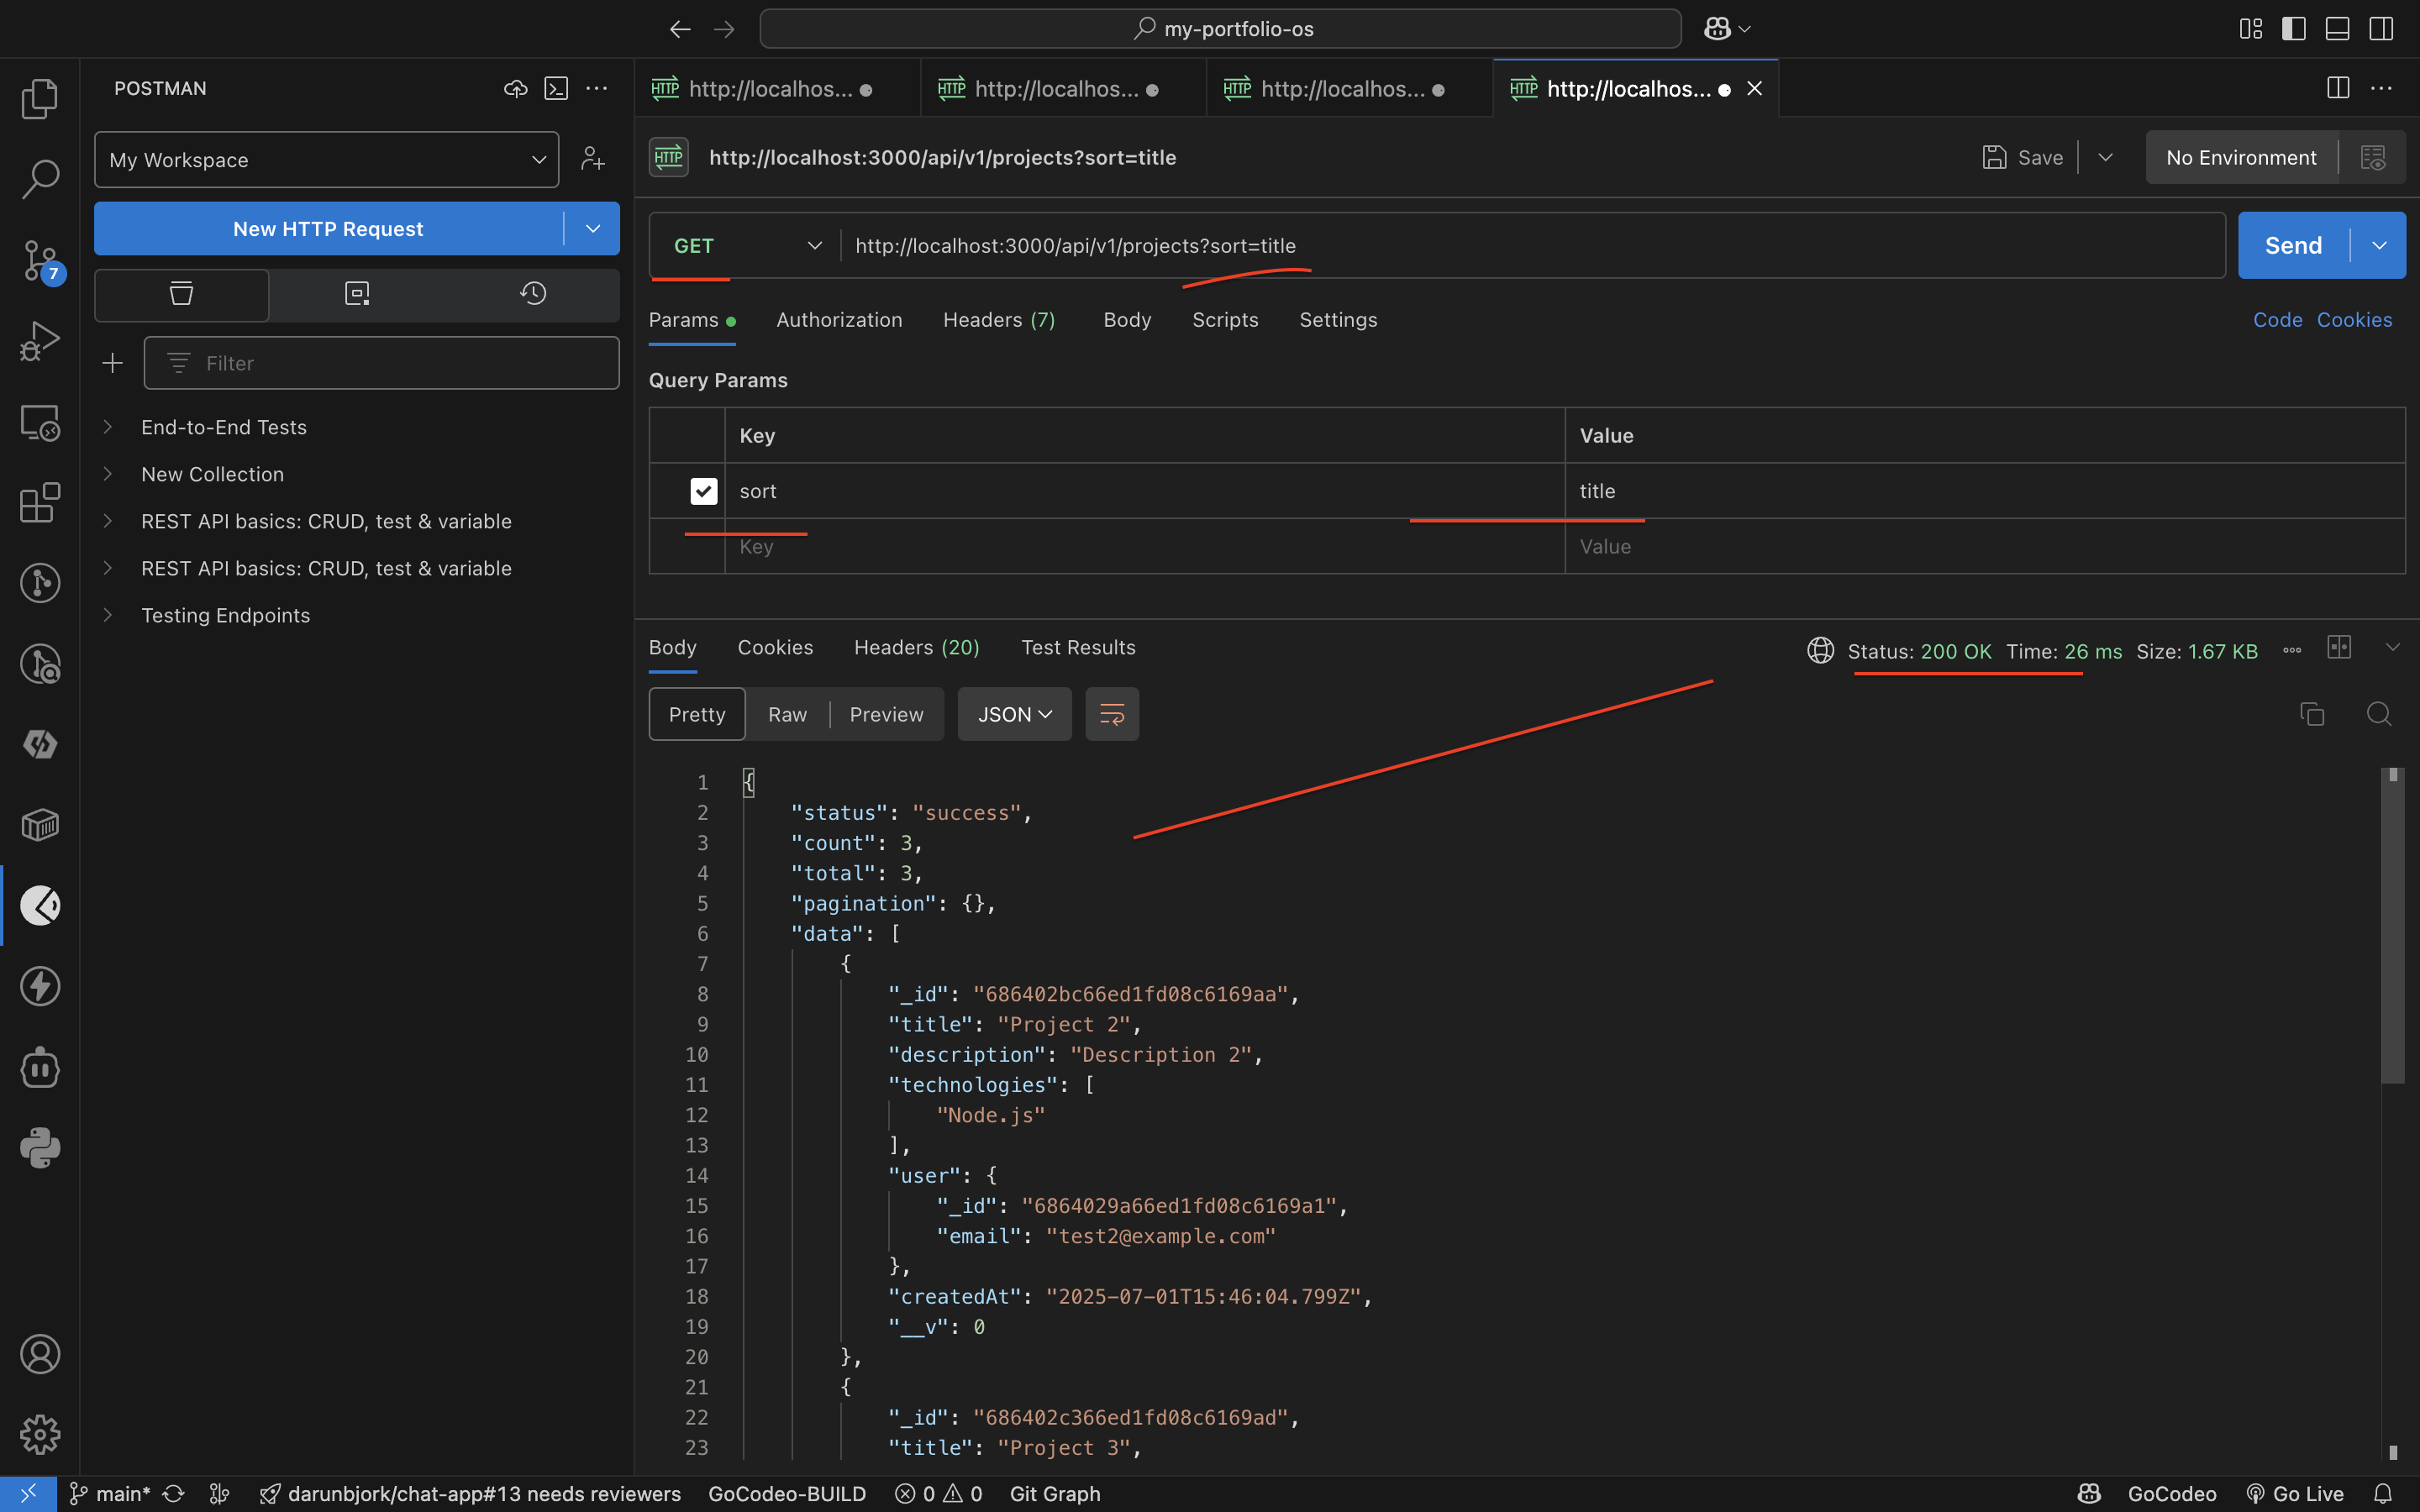 my-portfolio-os
POSTMAN
My Workspace
New HTTP Request
7
Filter
End-to-End Tests
New Collection
REST API basics: CRUD, test & variable
REST API basics: CRUD, test & variable
Testing Endpoints
HTTP http://localhos...
HTTP http://localhos...
HTTP http://localhos...
HTTP http://localhos...
HTTP http://localhost:3000/api/v1/projects?sort=title
Save
No Environment
GET http://localhost:3000/api/v1/projects?sort=title
Send
Params Authorization Headers (7) Body Scripts Settings
Code Cookies
Query Params
Key Value
sort title
Key Value
Body Cookies Headers (20) Test Results
Status: 200 OK Time: 26 ms Size: 1.67 KB
Pretty Raw Preview JSON
1 {
2 "status": "success",
3 "count": 3,
4 "total": 3,
5 "pagination": {},
6 "data": [
7 {
8 "_id": "686402bc66ed1fd08c6169aa",
9 "title": "Project 2",
10 "description": "Description 2",
11 "technologies": [
12 "Node.js"
13 ],
14 "user": {
15 "_id": "6864029a66ed1fd08c6169a1",
16 "email": "test2@example.com"
17 },
18 "createdAt": "2025-07-01T15:46:04.799Z",
19 "__v": 0
20 },
21 {
22 "_id": "686402c366ed1fd08c6169ad",
23 "title": "Project 3",
main* darunbjork/chat-app#13 needs reviewers GoCodeo-BUILD 0 0 Git Graph
GoCodeo Go Live